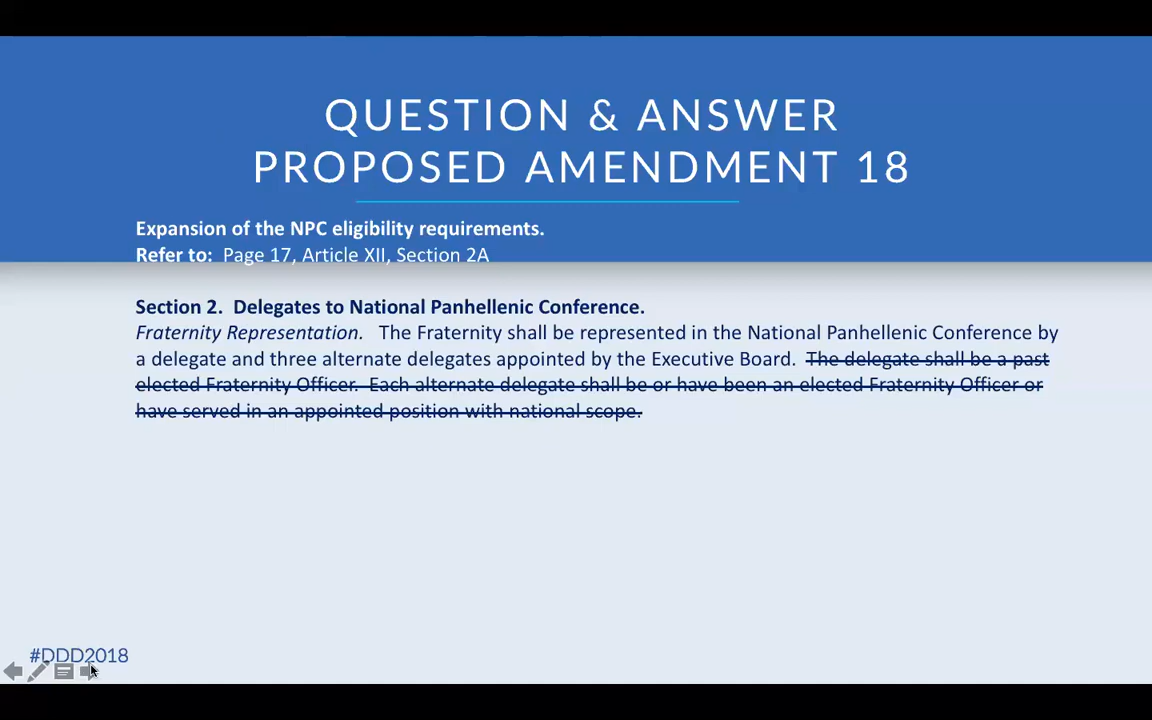 QUESTION & ANSWER
PROPOSED AMENDMENT 18
Expansion of the NPC eligibility requirements.
Refer to: Page 17, Article XII, Section 2A
Section 2. Delegates to National Panhellenic Conference.
Fraternity Representation. The Fraternity shall be represented in the National Panhellenic Conference by
a delegate and three alternate delegates appointed by the Executive Board. The delegate shall be a past
elected Fraternity Officer. Each alternate delegate shall be or have been an elected Fraternity Officer or
have served in an appointed position with national scope.
#DDD2018